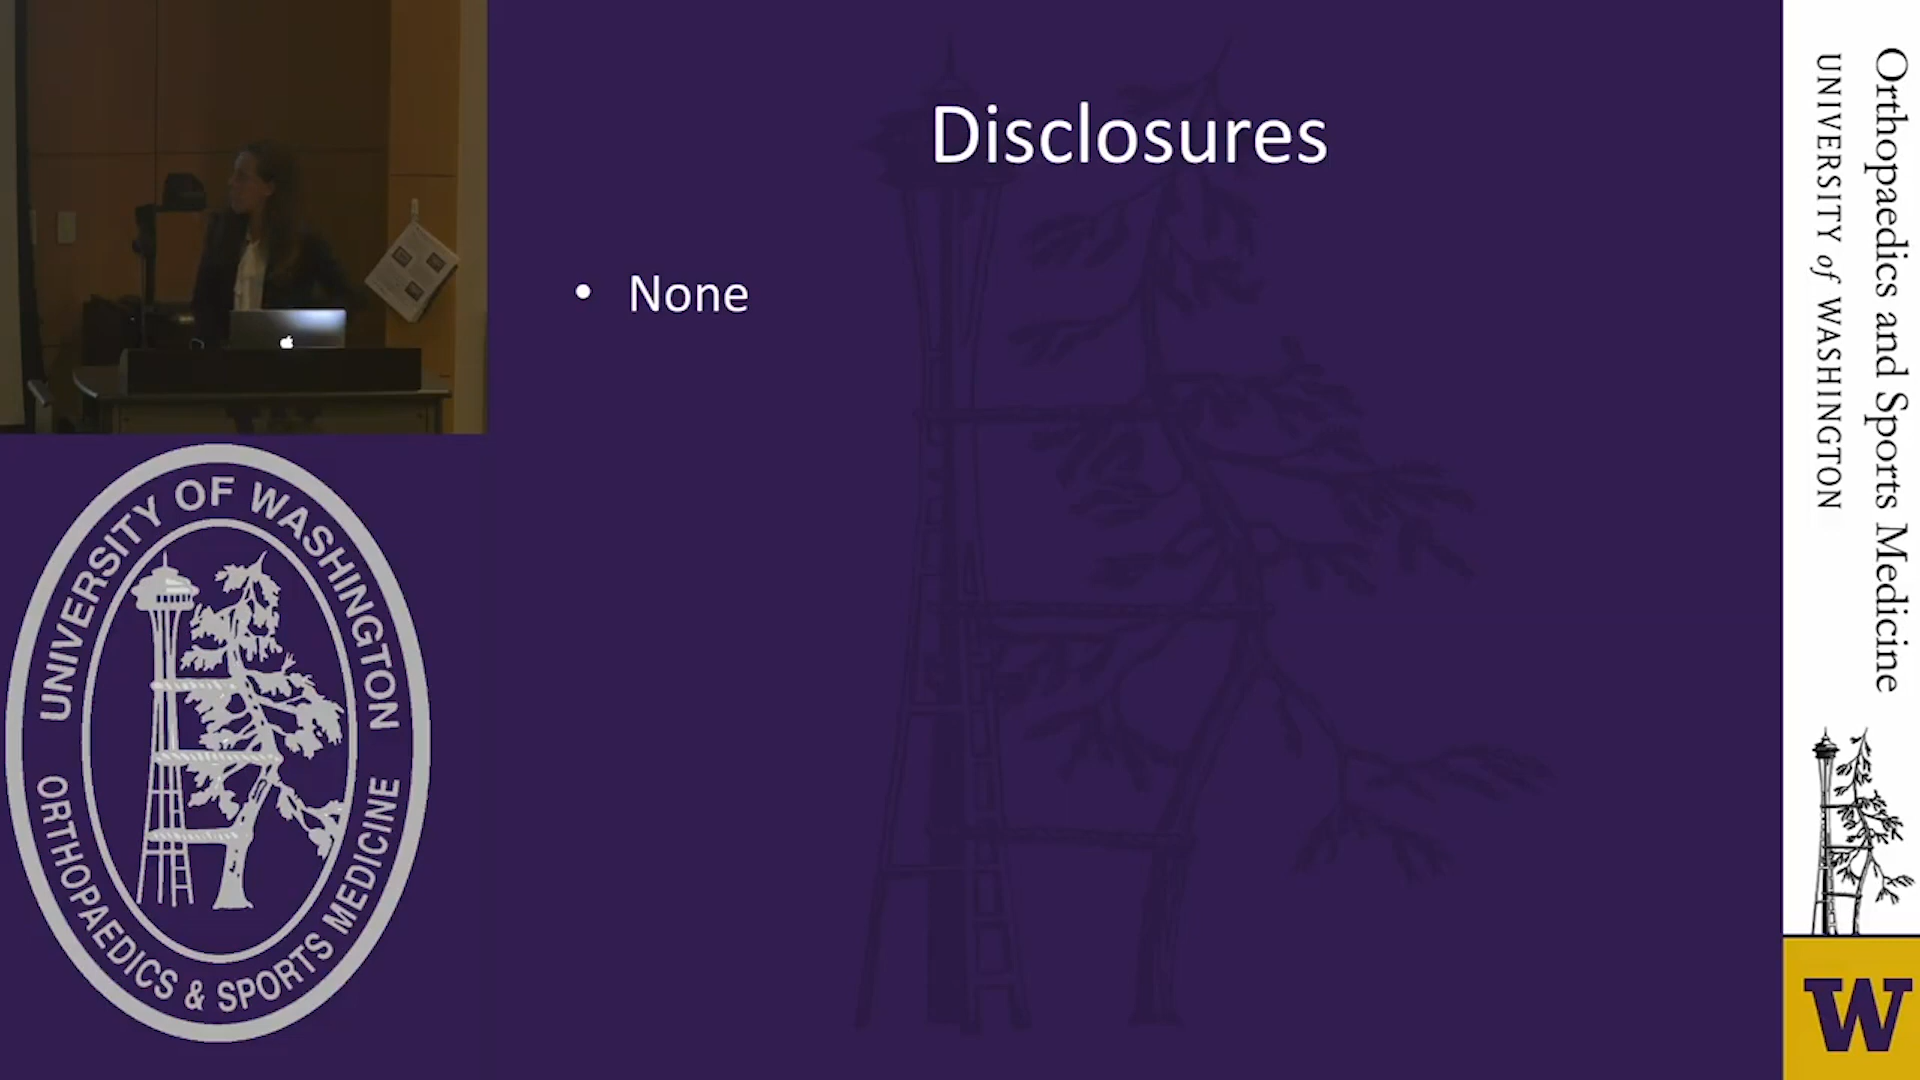 Disclosures
• None
UNIVERSITY OF WASHINGTON
ORTHOPAEDICS & SPORTS MEDICINE
Orthopaedics and Sports Medicine
UNIVERSITY of WASHINGTON
W